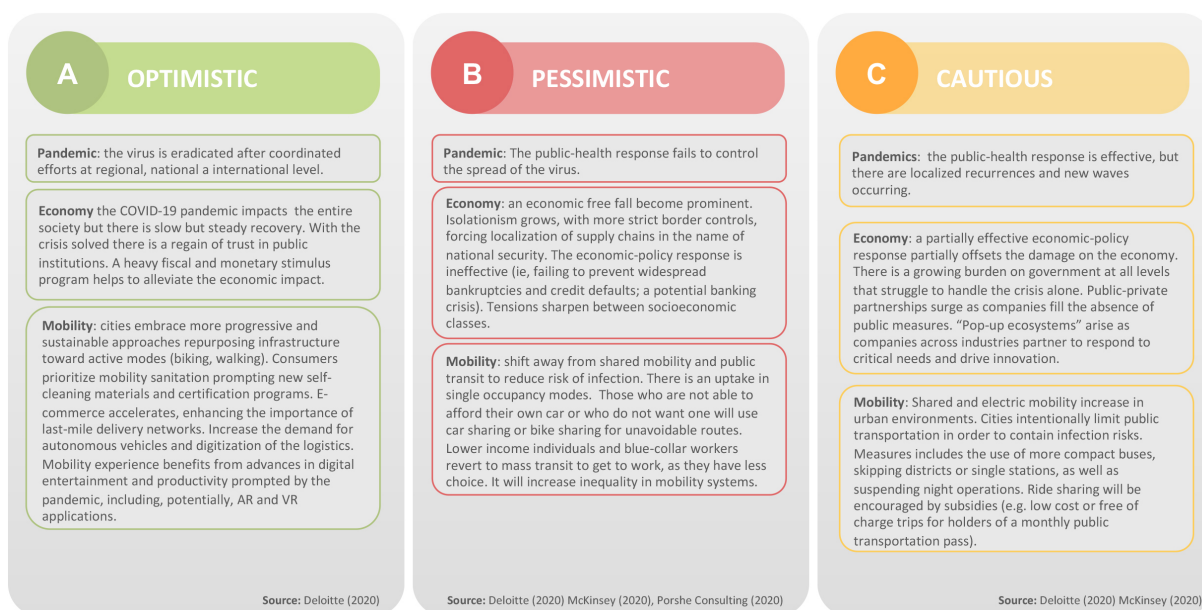 A
OPTIMISTIC
Pandemic: the virus is eradicated after coordinated
efforts at regional, national a international level.
Economy the COVID-19 pandemic impacts the entire
society but there is slow but steady recovery. With the
crisis solved there is a regain of trust in public
institutions. A heavy fiscal and monetary stimulus
program helps to alleviate the economic impact.
Mobility: cities embrace more progressive and
sustainable approaches repurposing infrastructure
toward active modes (biking, walking). Consumers
prioritize mobility sanitation prompting new self-
cleaning materials and certification programs. E-
commerce accelerates, enhancing the importance of
last-mile delivery networks. Increase the demand for
autonomous vehicles and digitization of the logistics.
Mobility experience benefits from advances in digital
entertainment and productivity prompted by the
pandemic, including, potentially, AR and VR
applications.
Source: Deloitte (2020)
B
PESSIMISTIC
Pandemic: The public-health response fails to control
the spread of the virus.
Economy: an economic free fall become prominent.
Isolationism grows, with more strict border controls,
forcing localization of supply chains in the name of
national security. The economic-policy response is
ineffective (ie, failing to prevent widespread
bankruptcies and credit defaults; a potential banking
crisis). Tensions sharpen between socioeconomic
classes.
Mobility: shift away from shared mobility and public
transit to reduce risk of infection. There is an uptake in
single occupancy modes. Those who are not able to
afford their own car or who do not want one will use
car sharing or bike sharing for unavoidable routes.
Lower income individuals and blue-collar workers
revert to mass transit to get to work, as they have less
choice. It will increase inequality in mobility systems.
Source: Deloitte (2020) McKinsey (2020), Porshe Consulting (2020)
C
CAUTIOUS
Pandemics: the public-health response is effective, but
there are localized recurrences and new waves
occurring.
Economy: a partially effective economic-policy
response partially offsets the damage on the economy.
There is a growing burden on government at all levels
that struggle to handle the crisis alone. Public-private
partnerships surge as companies fill the absence of
public measures. “Pop-up ecosystems” arise as
companies across industries partner to respond to
critical needs and drive innovation.
Mobility: Shared and electric mobility increase in
urban environments. Cities intentionally limit public
transportation in order to contain infection risks.
Measures includes the use of more compact buses,
skipping districts or single stations, as well as
suspending night operations. Ride sharing will be
encouraged by subsidies (e.g. low cost or free of
charge trips for holders of a monthly public
transportation pass).
Source: Deloitte (2020) McKinsey (2020)